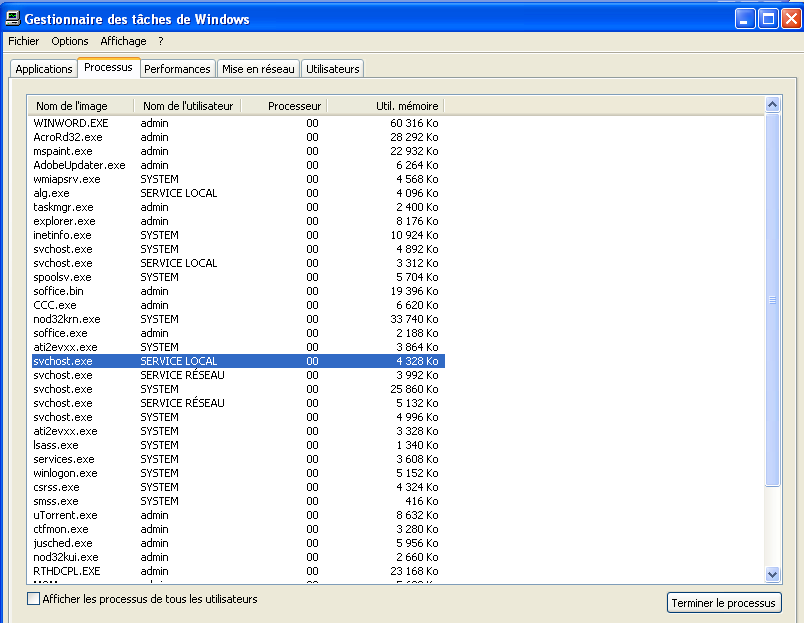 Gestionnaire des tâches de Windows
Fichier Options Affichage ?
Applications Processus Performances Mise en réseau Utilisateurs
Nom de l'image Nom de l'utilisateur Processeur Util. mémoire
WINWORD.EXE admin 00 60 316 Ko
AcroRd32.exe admin 00 28 292 Ko
mspaint.exe admin 00 22 932 Ko
AdobeUpdater.exe admin 00 6 264 Ko
wmiapsrv.exe SYSTEM 00 4 568 Ko
alg.exe SERVICE LOCAL 00 4 096 Ko
taskmgr.exe admin 00 2 400 Ko
explorer.exe admin 00 8 176 Ko
inetinfo.exe SYSTEM 00 10 924 Ko
svchost.exe SYSTEM 00 4 892 Ko
svchost.exe SERVICE LOCAL 00 3 312 Ko
spoolsv.exe SYSTEM 00 5 704 Ko
soffice.bin admin 00 19 396 Ko
CCC.exe admin 00 6 620 Ko
nod32krn.exe SYSTEM 00 33 740 Ko
soffice.exe admin 00 2 188 Ko
ati2evxx.exe SYSTEM 00 3 864 Ko
svchost.exe SERVICE LOCAL 00 4 328 Ko
svchost.exe SERVICE RÉSEAU 00 3 992 Ko
svchost.exe SYSTEM 00 25 860 Ko
svchost.exe SERVICE RÉSEAU 00 5 132 Ko
svchost.exe SYSTEM 00 4 996 Ko
ati2evxx.exe SYSTEM 00 3 328 Ko
lsass.exe SYSTEM 00 1 340 Ko
services.exe SYSTEM 00 3 608 Ko
winlogon.exe SYSTEM 00 5 152 Ko
csrss.exe SYSTEM 00 4 324 Ko
smss.exe SYSTEM 00 416 Ko
uTorrent.exe admin 00 8 632 Ko
ctfmon.exe admin 00 3 280 Ko
jusched.exe admin 00 5 956 Ko
nod32kui.exe admin 00 2 660 Ko
RTHDCPL.EXE admin 00 23 168 Ko
Afficher les processus de tous les utilisateurs
Terminer le processus